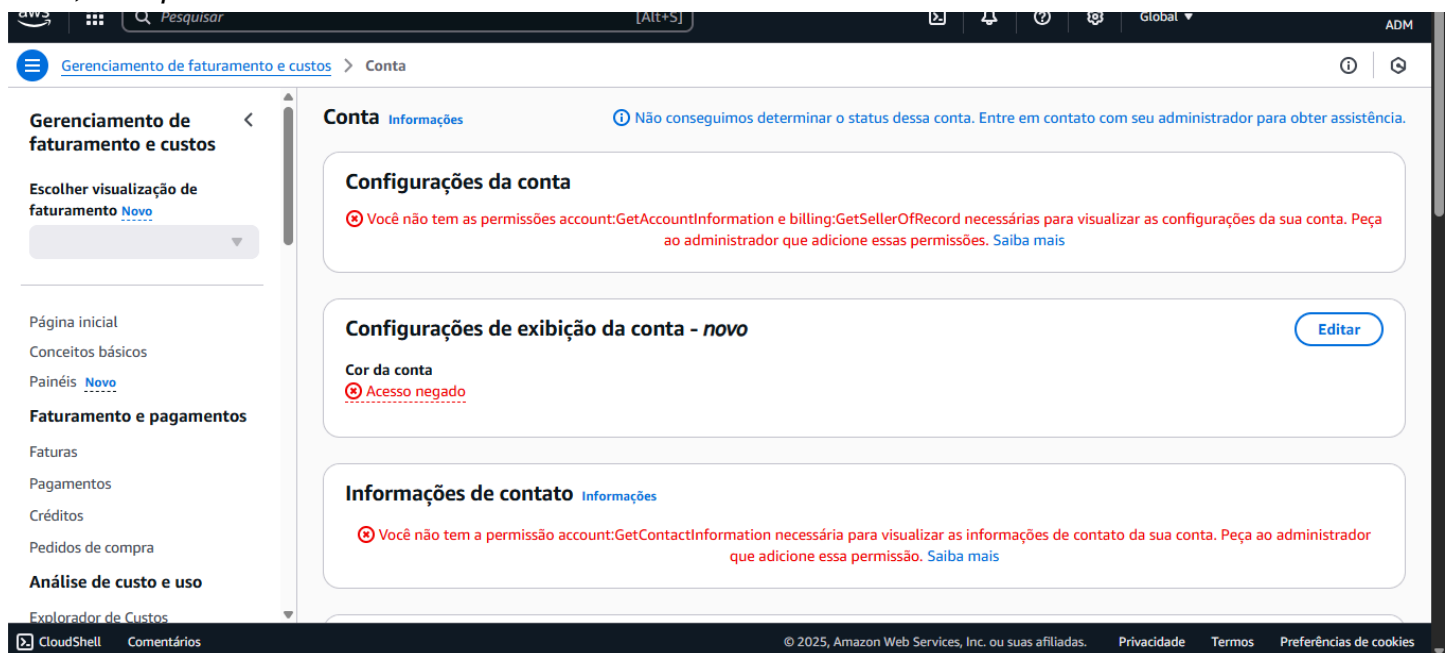 aws
Pesquisar
[Alt+S]
Global
ADM
Gerenciamento de faturamento e custos > Conta
Gerenciamento de
faturamento e custos
Escolher visualização de
faturamento Novo
Página inicial
Conceitos básicos
Painéis Novo
Faturamento e pagamentos
Faturas
Pagamentos
Créditos
Pedidos de compra
Análise de custo e uso
Explorador de Custos
Conta Informações
Não conseguimos determinar o status dessa conta. Entre em contato com seu administrador para obter assistência.
Configurações da conta
Você não tem as permissões account:GetAccountInformation e billing:GetSellerOfRecord necessárias para visualizar as configurações da sua conta. Peça
ao administrador que adicione essas permissões. Saiba mais
Configurações de exibição da conta - novo
Editar
Cor da conta
Acesso negado
Informações de contato Informações
Você não tem a permissão account:GetContactInformation necessária para visualizar as informações de contato da sua conta. Peça ao administrador
que adicione essa permissão. Saiba mais
CloudShell Comentários
© 2025, Amazon Web Services, Inc. ou suas afiliadas. Privacidade Termos Preferências de cookies